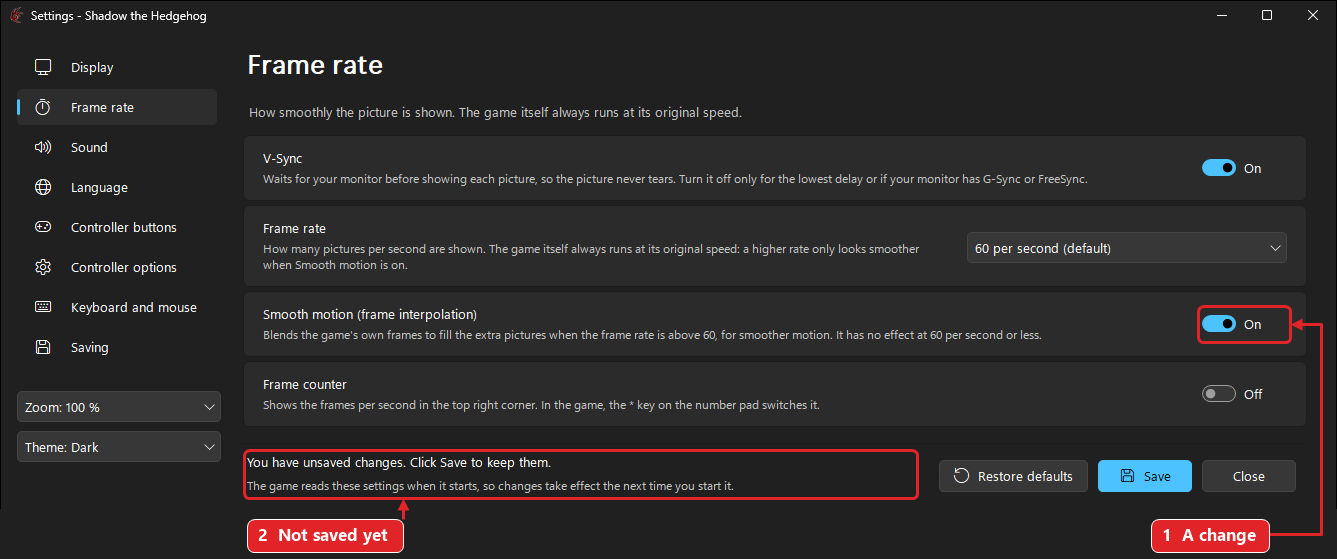 Settings - Shadow the Hedgehog
Display
Frame rate
Sound
Language
Controller buttons
Controller options
Keyboard and mouse
Saving
Zoom: 100 %
Theme: Dark
Frame rate
How smoothly the picture is shown. The game itself always runs at its original speed.
V-Sync
Waits for your monitor before showing each picture, so the picture never tears. Turn it off only for the lowest delay or if your monitor has G-Sync or FreeSync.
On
Frame rate
How many pictures per second are shown. The game itself always runs at its original speed: a higher rate only looks smoother
when Smooth motion is on.
60 per second (default)
Smooth motion (frame interpolation)
Blends the game's own frames to fill the extra pictures when the frame rate is above 60, for smoother motion. It has no effect at 60 per second or less.
On
Frame counter
Shows the frames per second in the top right corner. In the game, the * key on the number pad switches it.
Off
You have unsaved changes. Click Save to keep them.
The game reads these settings when it starts, so changes take effect the next time you start it.
Restore defaults
Save
Close
2 Not saved yet
1 A change